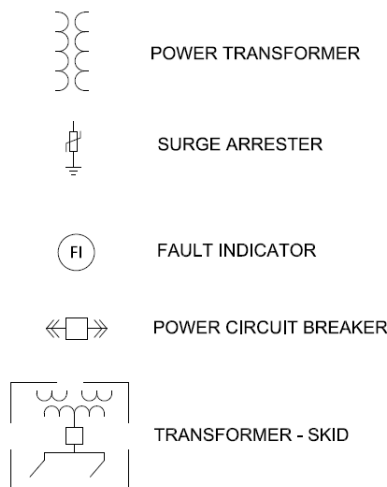 POWER TRANSFORMER
SURGE ARRESTER
FI FAULT INDICATOR
POWER CIRCUIT BREAKER
TRANSFORMER - SKID